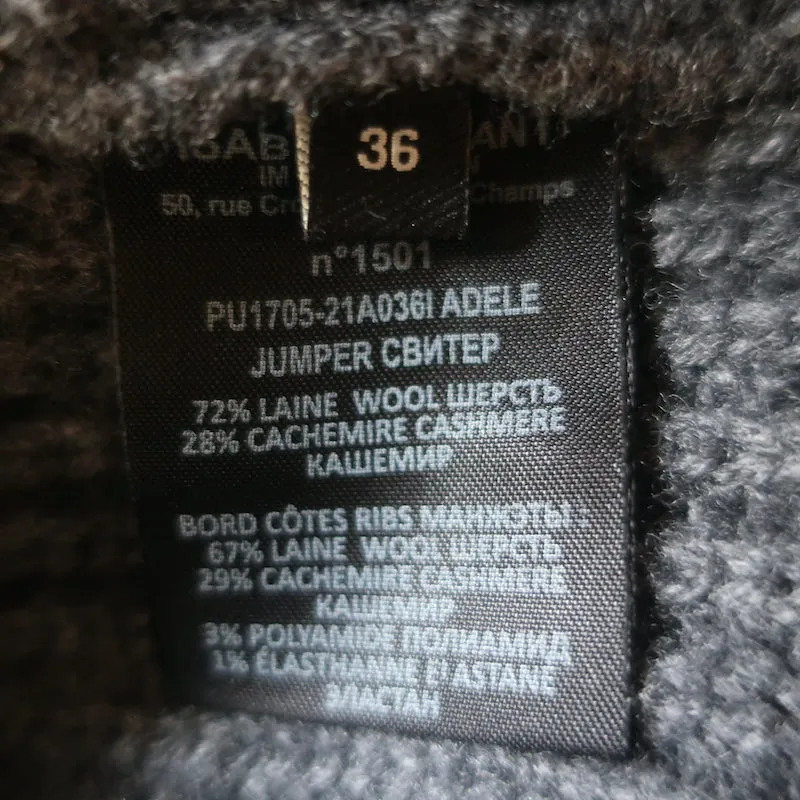 36
n°1501
PU1705-21A036I ADELE
JUMPER СВИТЕР
72% LAINE WOOL ШЕРСТЬ
28% CACHEMIRE CASHMERE
КАШЕМИР
BORD CÔTES RIBS МАНЖЭТЫ :
67% LAINE WOOL ШЕРСТЬ
29% CACHEMIRE CASHMERE
КАШЕМИР
3% POLYAMIDE ПОЛИАМИД
1% ÉLASTHANNE ELASTANE
ЭЛАСТАН
50, rue Champs